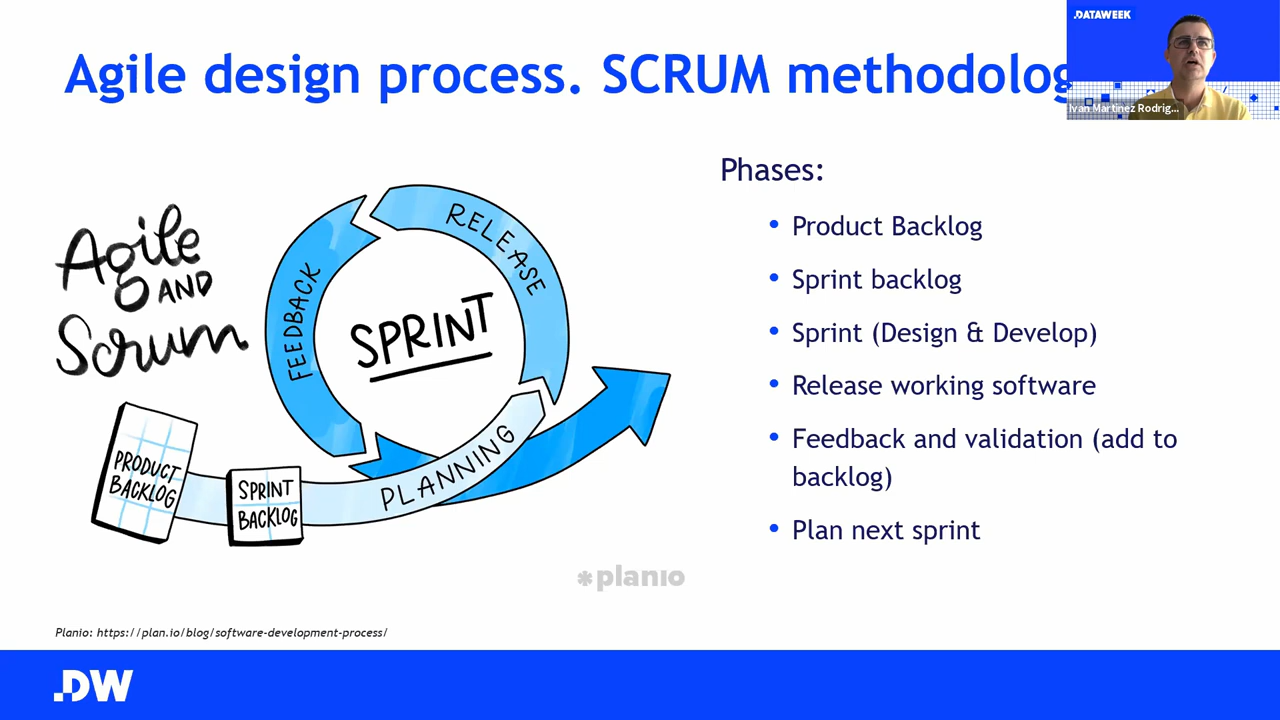 Agile design process. SCRUM methodolog
.DATAWEEK
Ivan Martinez Rodrig...
Phases:
• Product Backlog
• Sprint backlog
• Sprint (Design & Develop)
• Release working software
• Feedback and validation (add to
backlog)
• Plan next sprint
Agile
AND
Scrum
FEEDBACK
RELEASE
SPRINT
PLANNING
PRODUCT
BACKLOG
SPRINT
BACKLOG
*planio
Planio: https://plan.io/blog/software-development-process/
.DW